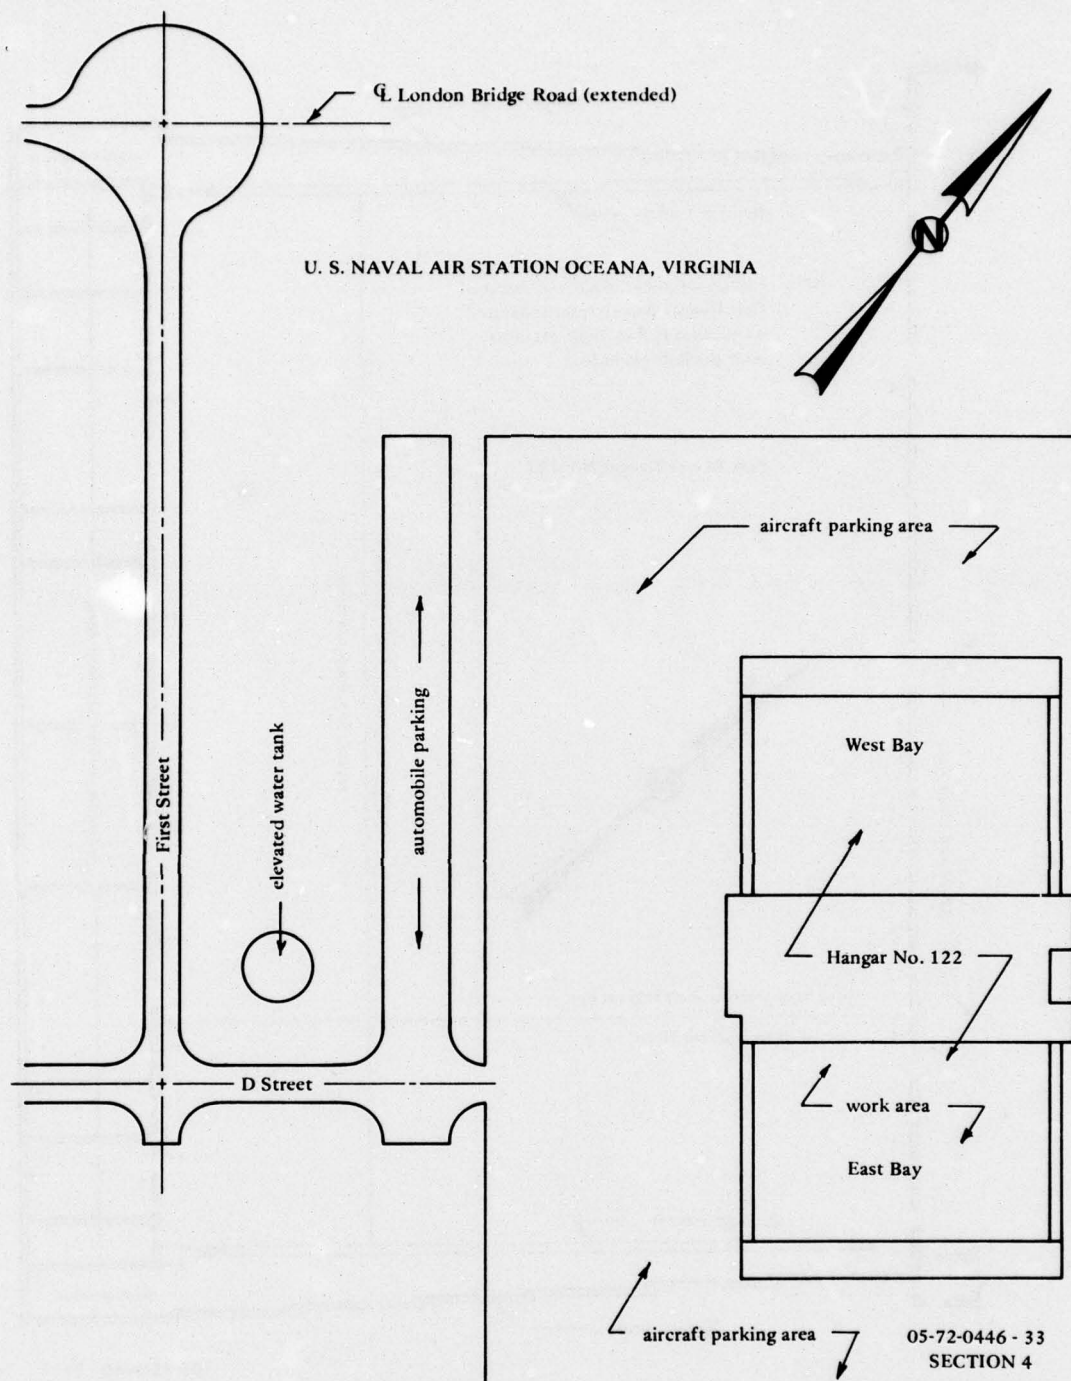 ℄ London Bridge Road (extended)
N
U. S. NAVAL AIR STATION OCEANA, VIRGINIA
aircraft parking area
West Bay
First Street
elevated water tank
automobile parking
Hangar No. 122
D Street
work area
East Bay
aircraft parking area
05-72-0446 - 33
SECTION 4